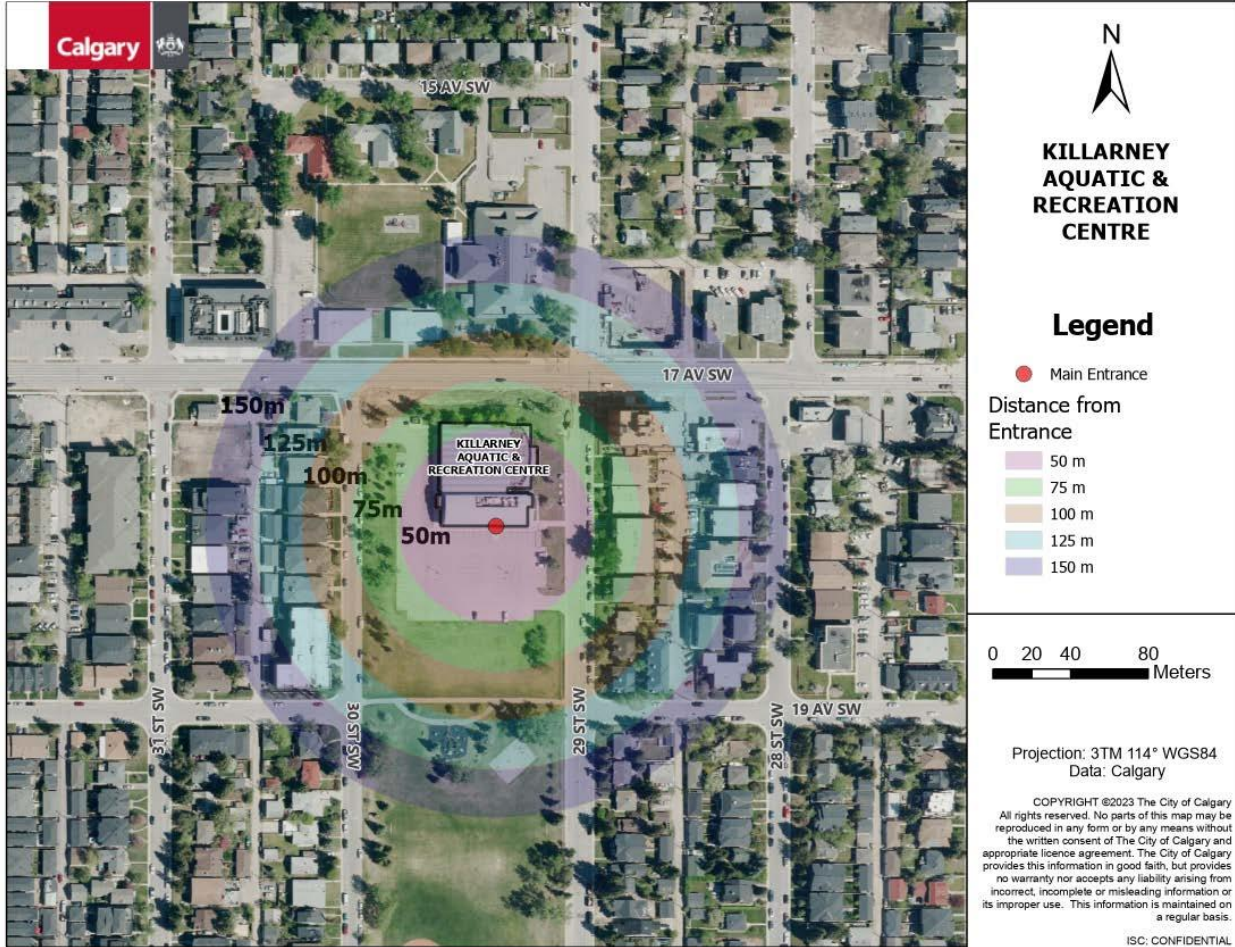 Calgary
15 AV SW
17 AV SW
150m
125m
100m
75m
50m
KILLARNEY
AQUATIC &
RECREATION CENTRE
31 ST SW
30 ST SW
29 ST SW
28 ST SW
19 AV SW
N
KILLARNEY
AQUATIC &
RECREATION
CENTRE
Legend
Main Entrance
Distance from
Entrance
50 m
75 m
100 m
125 m
150 m
0 20 40 80
Meters
Projection: 3TM 114° WGS84
Data: Calgary
COPYRIGHT ©2023 The City of Calgary
All rights reserved. No parts of this map may be
reproduced in any form or by any means without
the written consent of The City of Calgary and
appropriate licence agreement. The City of Calgary
provides this information in good faith, but provides
no warranty nor accepts any liability arising from
incorrect, incomplete or misleading information or
its improper use. This information is maintained on
a regular basis.
ISC: CONFIDENTIAL